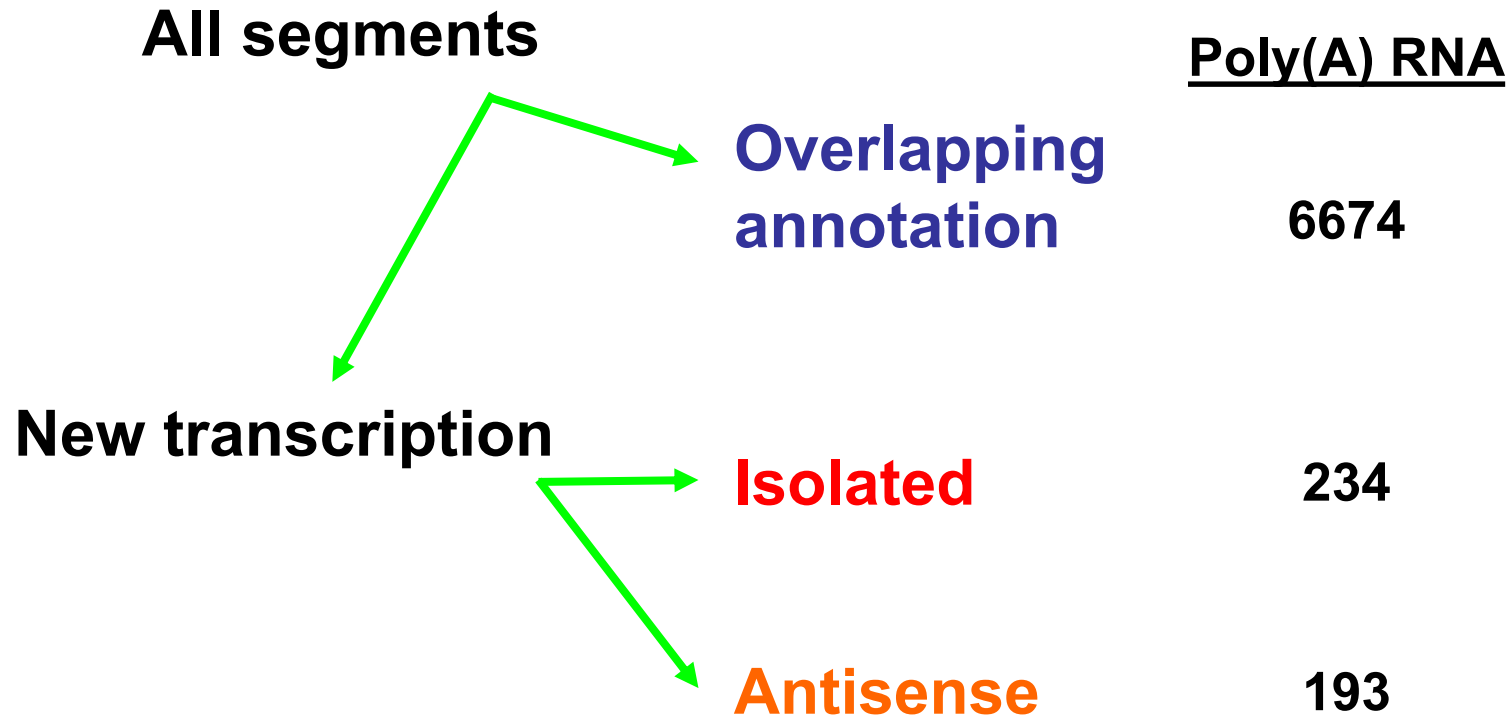 All segments
Poly(A) RNA
Overlapping
annotation
6674
New transcription
Isolated
234
Antisense
193